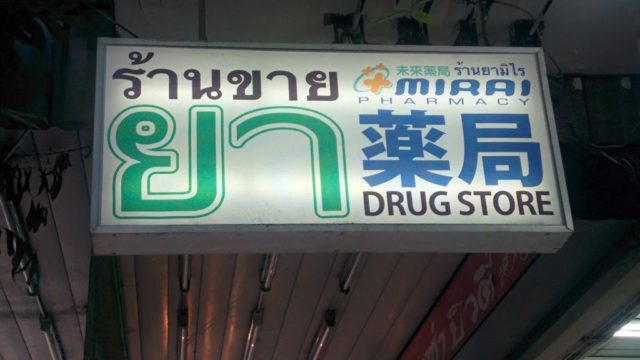 ร้านขาย
ยา
未來薬局 ร้านยามิไร
MIRAI
PHARMACY
薬局
DRUG STORE